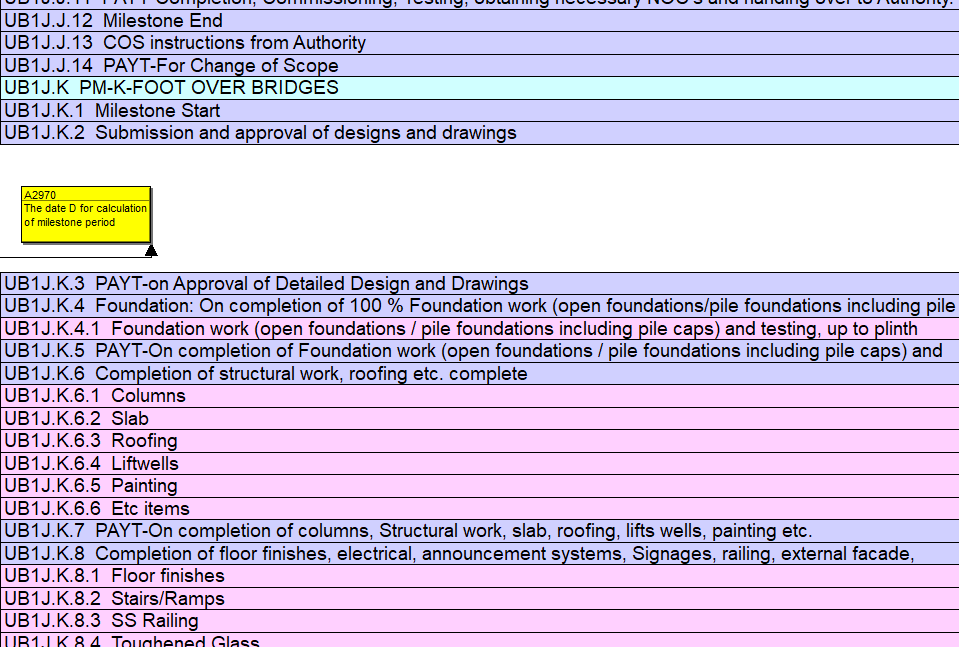 UB1J.J.11 PAYT-Completion, Commissioning, Testing, obtaining necessary NOC's and handing over to Authority.
UB1J.J.12 Milestone End
UB1J.J.13 COS instructions from Authority
UB1J.J.14 PAYT-For Change of Scope
UB1J.K PM-K-FOOT OVER BRIDGES
UB1J.K.1 Milestone Start
UB1J.K.2 Submission and approval of designs and drawings
A2970
The date D for calculation
of milestone period
UB1J.K.3 PAYT-on Approval of Detailed Design and Drawings
UB1J.K.4 Foundation: On completion of 100 % Foundation work (open foundations/pile foundations including pile
UB1J.K.4.1 Foundation work (open foundations / pile foundations including pile caps) and testing, up to plinth
UB1J.K.5 PAYT-On completion of Foundation work (open foundations / pile foundations including pile caps) and
UB1J.K.6 Completion of structural work, roofing etc. complete
UB1J.K.6.1 Columns
UB1J.K.6.2 Slab
UB1J.K.6.3 Roofing
UB1J.K.6.4 Liftwells
UB1J.K.6.5 Painting
UB1J.K.6.6 Etc items
UB1J.K.7 PAYT-On completion of columns, Structural work, slab, roofing, lifts wells, painting etc.
UB1J.K.8 Completion of floor finishes, electrical, announcement systems, Signages, railing, external facade,
UB1J.K.8.1 Floor finishes
UB1J.K.8.2 Stairs/Ramps
UB1J.K.8.3 SS Railing
UB1J.K.8.4 Toughened Glass